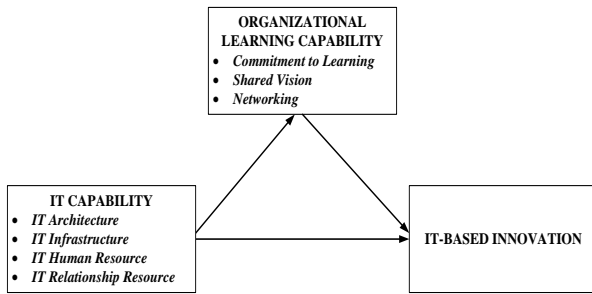 ORGANIZATIONAL
LEARNING CAPABILITY
• Commitment to Learning
• Shared Vision
• Networking
IT CAPABILITY
• IT Architecture
• IT Infrastructure
• IT Human Resource
• IT Relationship Resource
IT-BASED INNOVATION